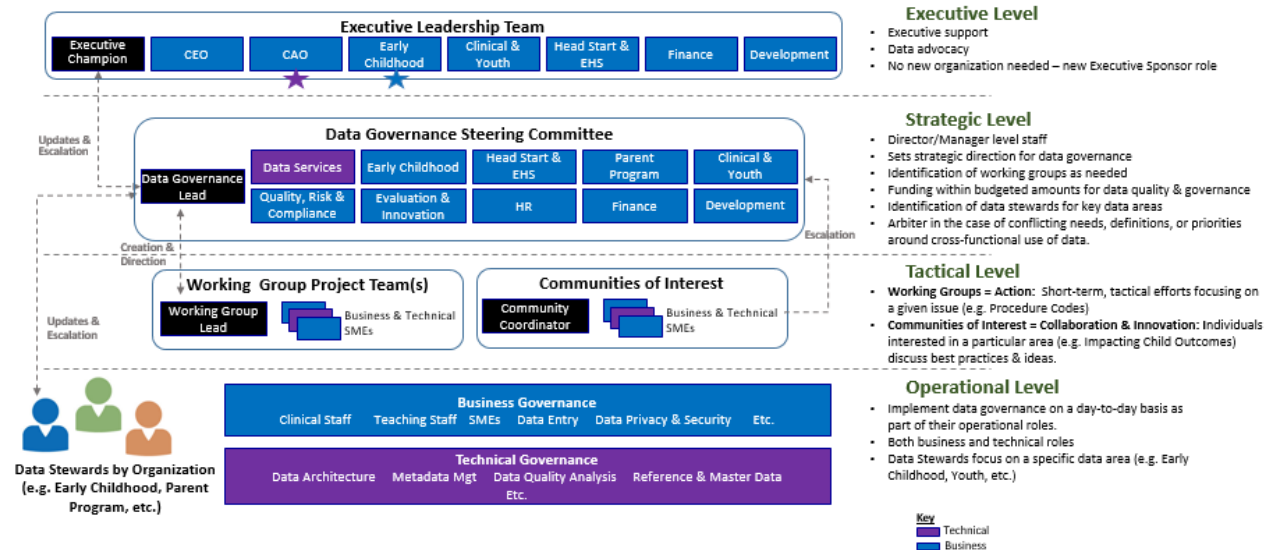 Executive Leadership Team
Executive
Champion
CEO
CAO
Early
Childhood
Clinical &
Youth
Head Start &
EHS
Finance
Development
Executive Level
▪ Executive support
▪ Data advocacy
▪ No new organization needed – new Executive Sponsor role
Updates &
Escalation
Data Governance Steering Committee
Data Governance
Lead
Data Services
Early Childhood
Head Start &
EHS
Parent
Program
Clinical &
Youth
Quality, Risk &
Compliance
Evaluation &
Innovation
HR
Finance
Development
Strategic Level
▪ Director/Manager level staff
▪ Sets strategic direction for data governance
▪ Identification of working groups as needed
▪ Funding within budgeted amounts for data quality & governance
▪ Identification of data stewards for key data areas
▪ Arbiter in the case of conflicting needs, definitions, or priorities
around cross-functional use of data.
Creation &
Direction
Escalation
Working Group Project Team(s)
Working Group
Lead
Business & Technical
SMEs
Communities of Interest
Community
Coordinator
Business & Technical
SMEs
Tactical Level
▪ Working Groups = Action: Short-term, tactical efforts focusing on
a given issue (e.g. Procedure Codes)
▪ Communities of Interest = Collaboration & Innovation: Individuals
interested in a particular area (e.g. Impacting Child Outcomes)
discuss best practices & ideas.
Updates &
Escalation
Data Stewards by Organization
(e.g. Early Childhood, Parent
Program, etc.)
Business Governance
Clinical Staff Teaching Staff SMEs Data Entry Data Privacy & Security Etc.
Technical Governance
Data Architecture Metadata Mgt Data Quality Analysis Reference & Master Data
Etc.
Operational Level
▪ Implement data governance on a day-to-day basis as
part of their operational roles.
▪ Both business and technical roles
▪ Data Stewards focus on a specific data area (e.g. Early
Childhood, Youth, etc.)
Key
Technical
Business